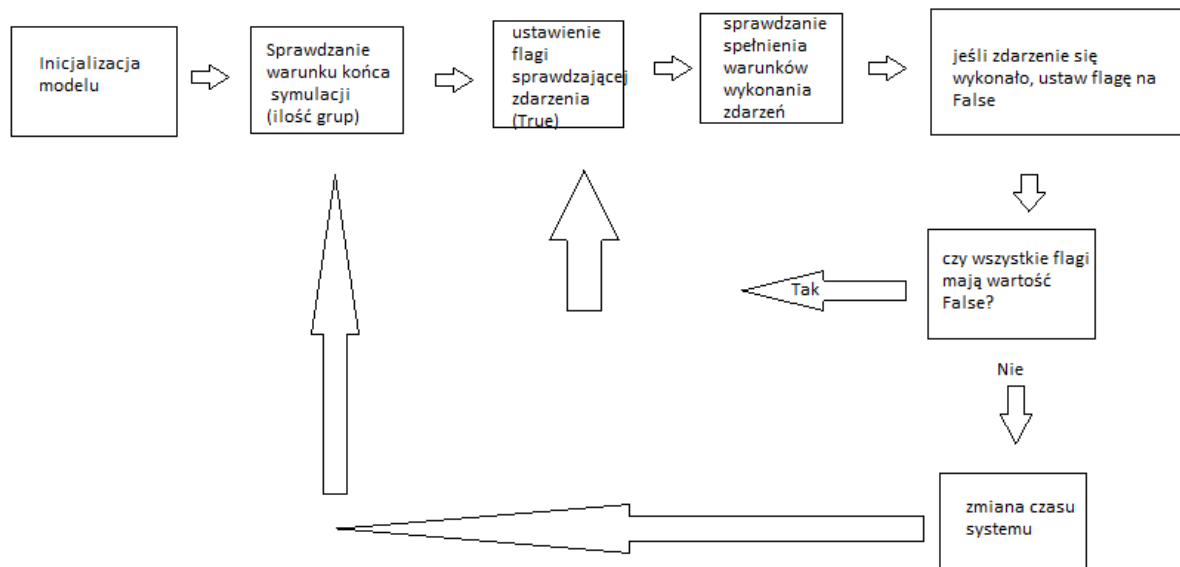 Inicjalizacja
modelu
Sprawdzanie
warunku końca
symulacji
(ilość grup)
ustawienie
flagi
sprawdzającej
zdarzenia
(True)
sprawdzanie
spełnienia
warunków
wykonania
zdarzeń
jeśli zdarzenie się
wykonało, ustaw flagę na
False
czy wszystkie flagi
mają wartość
False?
Tak
Nie
zmiana czasu
systemu